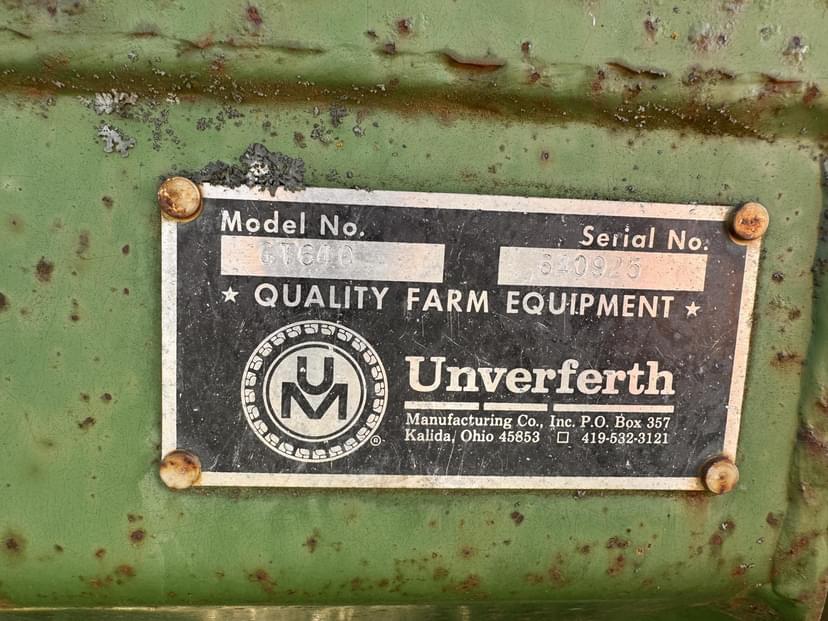 Model No. Serial No.
GT640 640925
★ QUALITY FARM EQUIPMENT ★
UM ®
Unverferth
Manufacturing Co., Inc. P.O. Box 357
Kalida, Ohio 45853 □ 419-532-3121